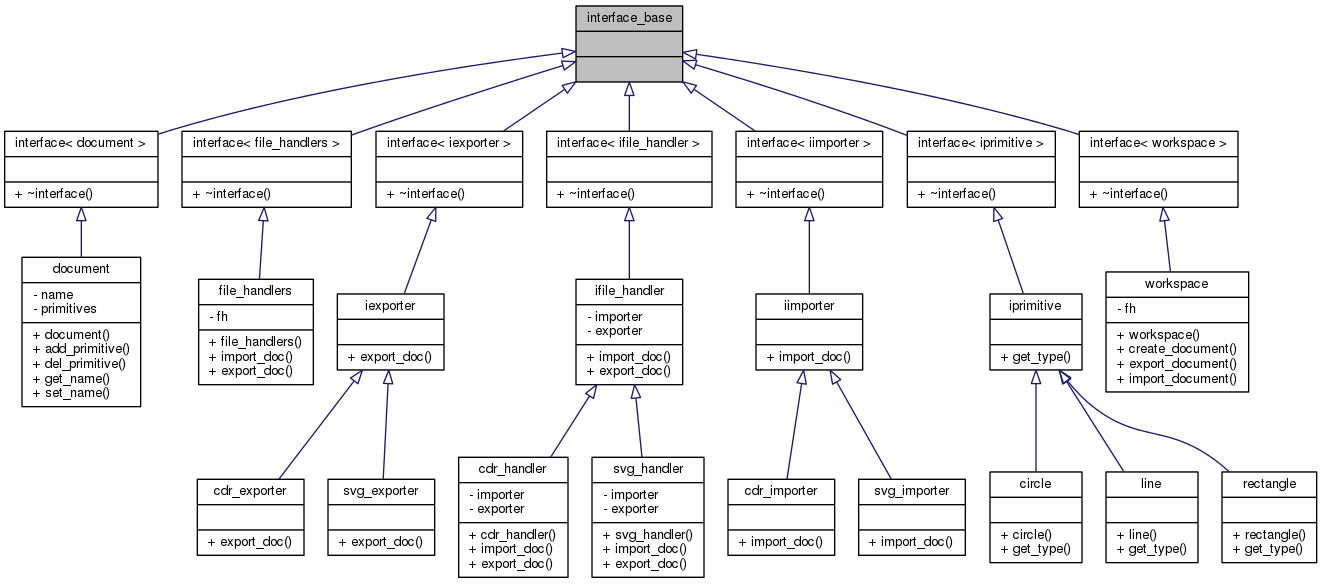 interface_base
interface< document >
+ ~interface()
interface< file_handlers >
+ ~interface()
interface< iexporter >
+ ~interface()
interface< ifile_handler >
+ ~interface()
interface< iimporter >
+ ~interface()
interface< iprimitive >
+ ~interface()
interface< workspace >
+ ~interface()
document
- name
- primitives
+ document()
+ add_primitive()
+ del_primitive()
+ get_name()
+ set_name()
file_handlers
- fh
+ file_handlers()
+ import_doc()
+ export_doc()
iexporter
+ export_doc()
ifile_handler
- importer
- exporter
+ import_doc()
+ export_doc()
iimporter
+ import_doc()
iprimitive
+ get_type()
workspace
- fh
+ workspace()
+ create_document()
+ export_document()
+ import_document()
cdr_exporter
+ export_doc()
svg_exporter
+ export_doc()
cdr_handler
- importer
- exporter
+ cdr_handler()
+ import_doc()
+ export_doc()
svg_handler
- importer
- exporter
+ svg_handler()
+ import_doc()
+ export_doc()
cdr_importer
+ import_doc()
svg_importer
+ import_doc()
circle
+ circle()
+ get_type()
line
+ line()
+ get_type()
rectangle
+ rectangle()
+ get_type()